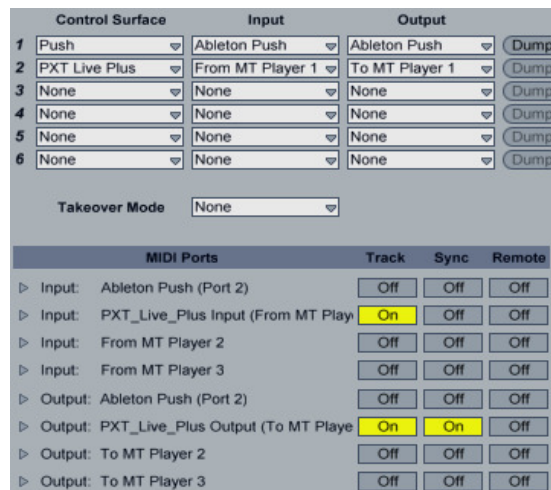 Control Surface Input Output
1 Push Ableton Push Ableton Push Dump
2 PXT Live Plus From MT Player 1 To MT Player 1 Dump
3 None None None Dump
4 None None None Dump
5 None None None Dump
6 None None None Dump
Takeover Mode None
MIDI Ports Track Sync Remote
Input: Ableton Push (Port 2) Off Off Off
Input: PXT_Live_Plus Input (From MT Play On Off Off
Input: From MT Player 2 Off Off Off
Input: From MT Player 3 Off Off Off
Output: Ableton Push (Port 2) Off Off Off
Output: PXT_Live_Plus Output (To MT Playe On On Off
Output: To MT Player 2 Off Off Off
Output: To MT Player 3 Off Off Off